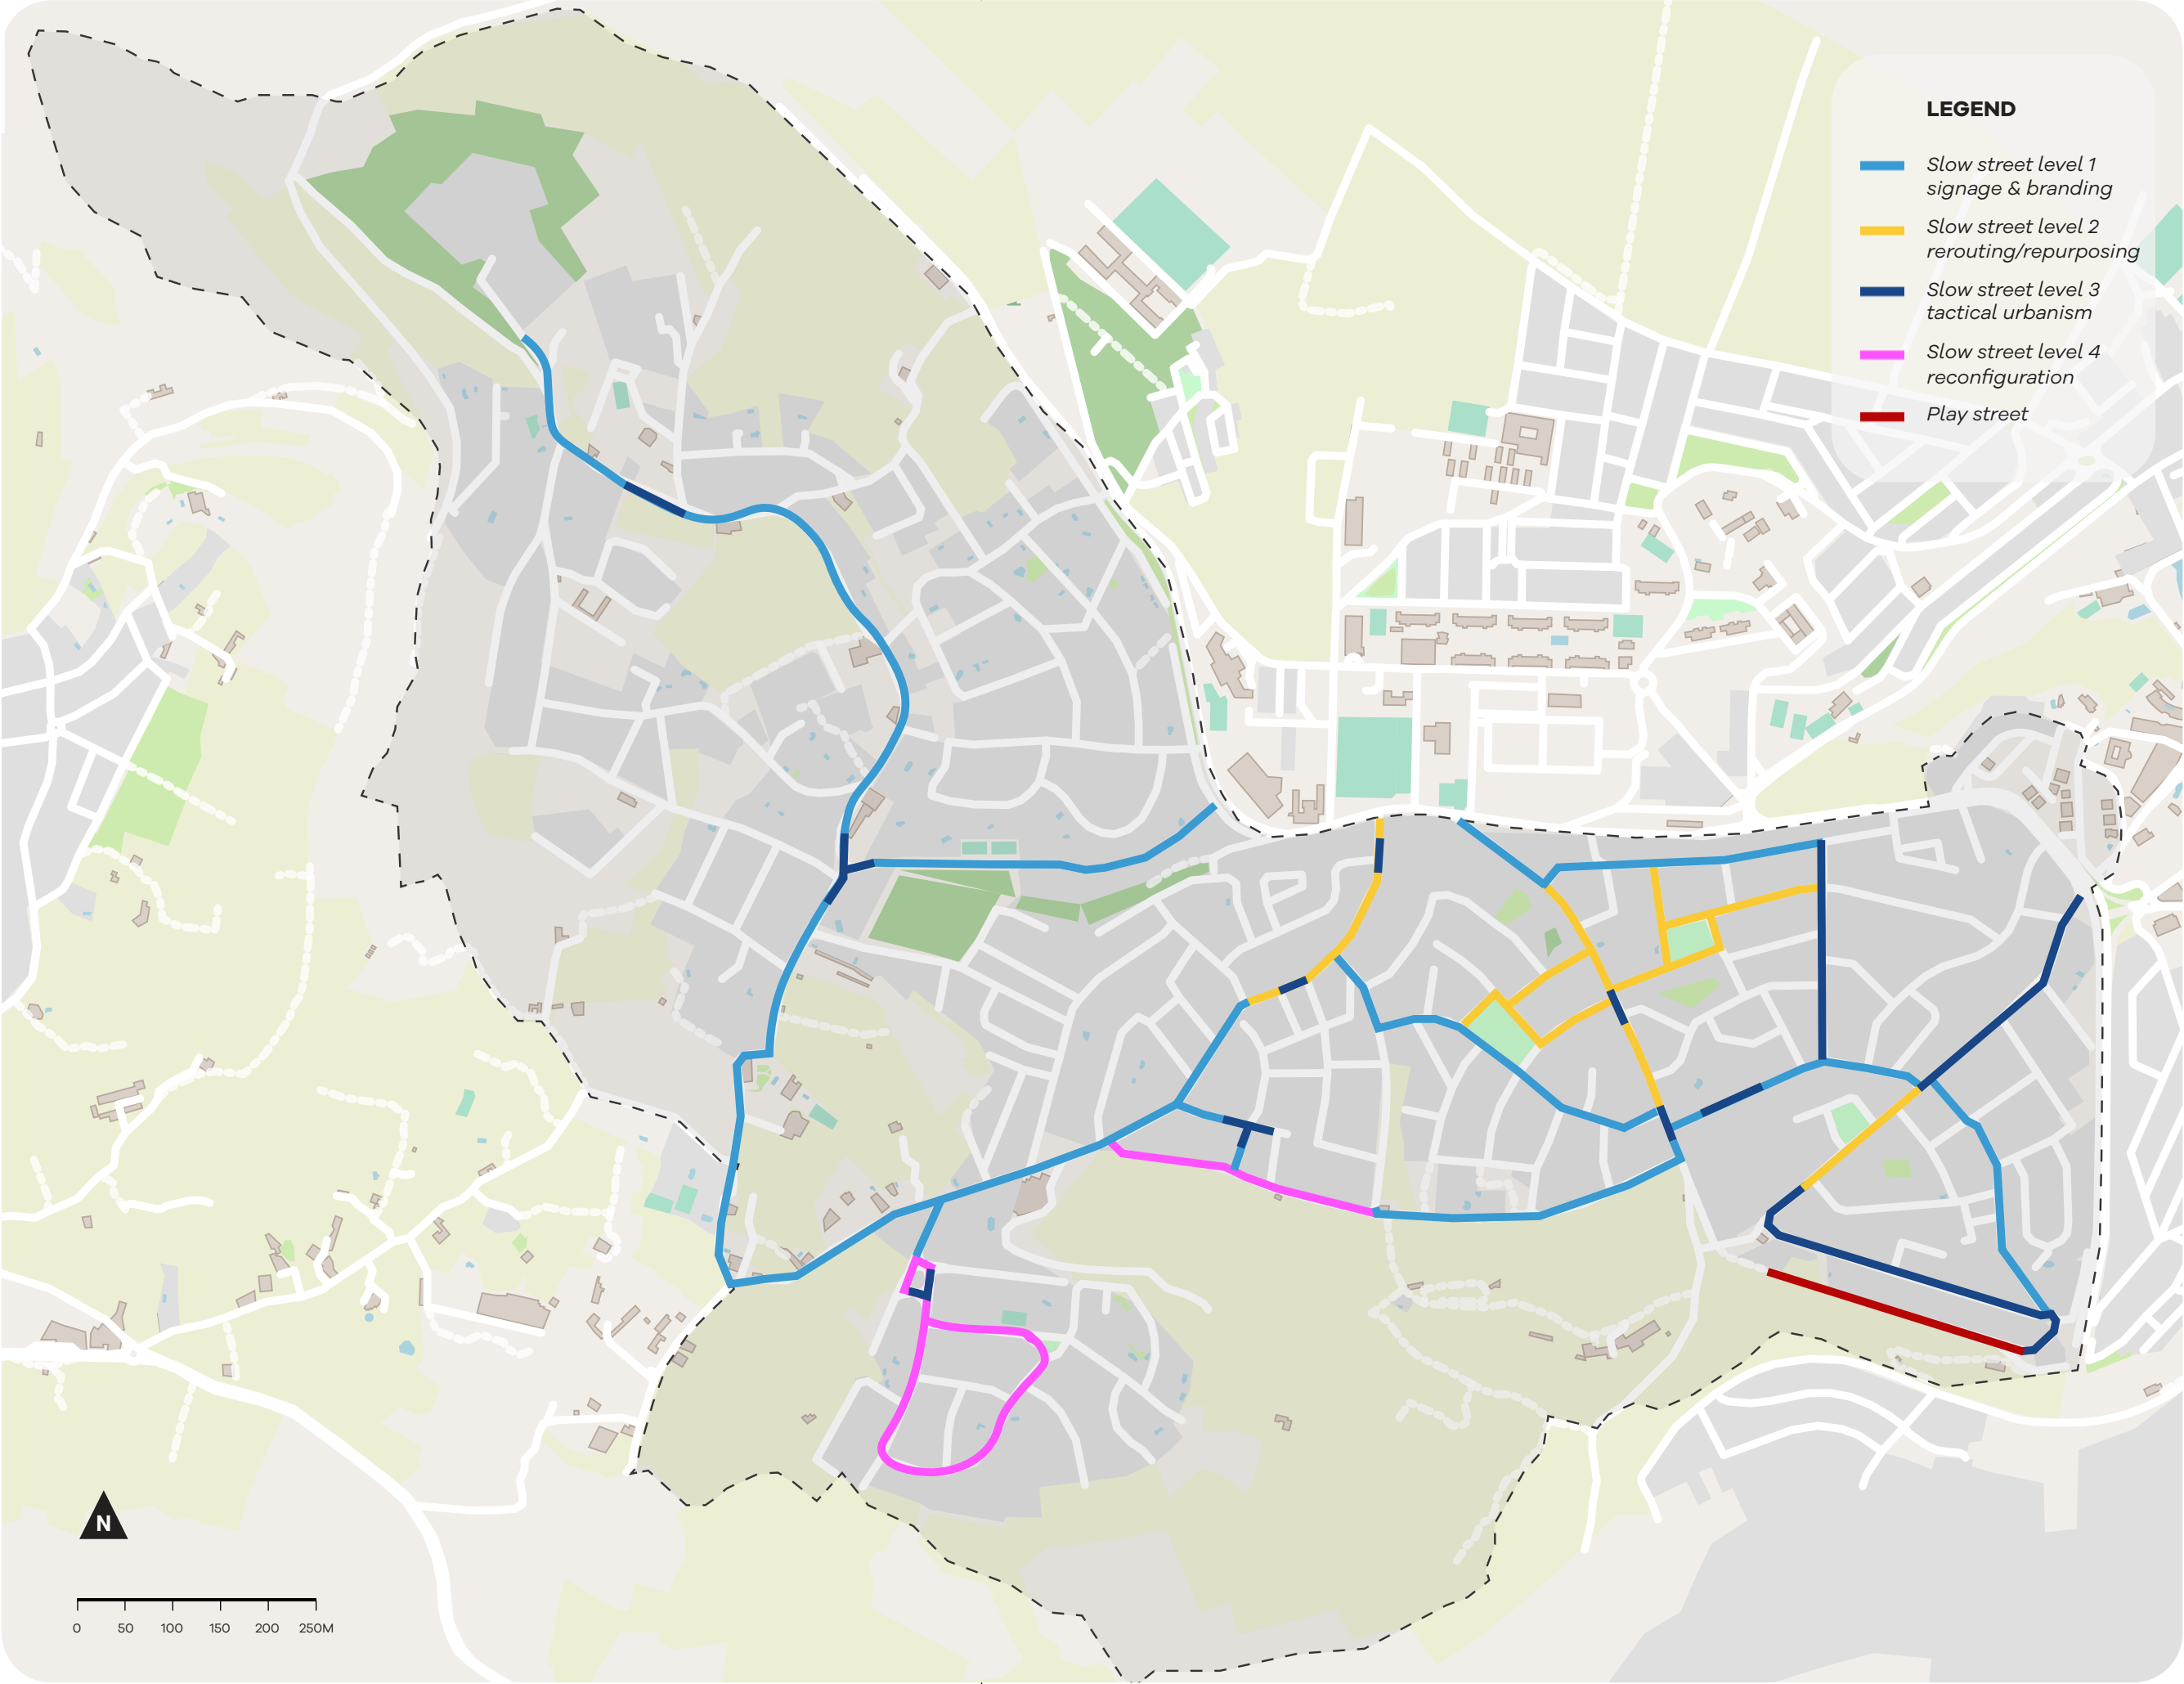 LEGEND
Slow street level 1
signage & branding
Slow street level 2
rerouting/repurposing
Slow street level 3
tactical urbanism
Slow street level 4
reconfiguration
Play street
N
0 50 100 150 200 250M